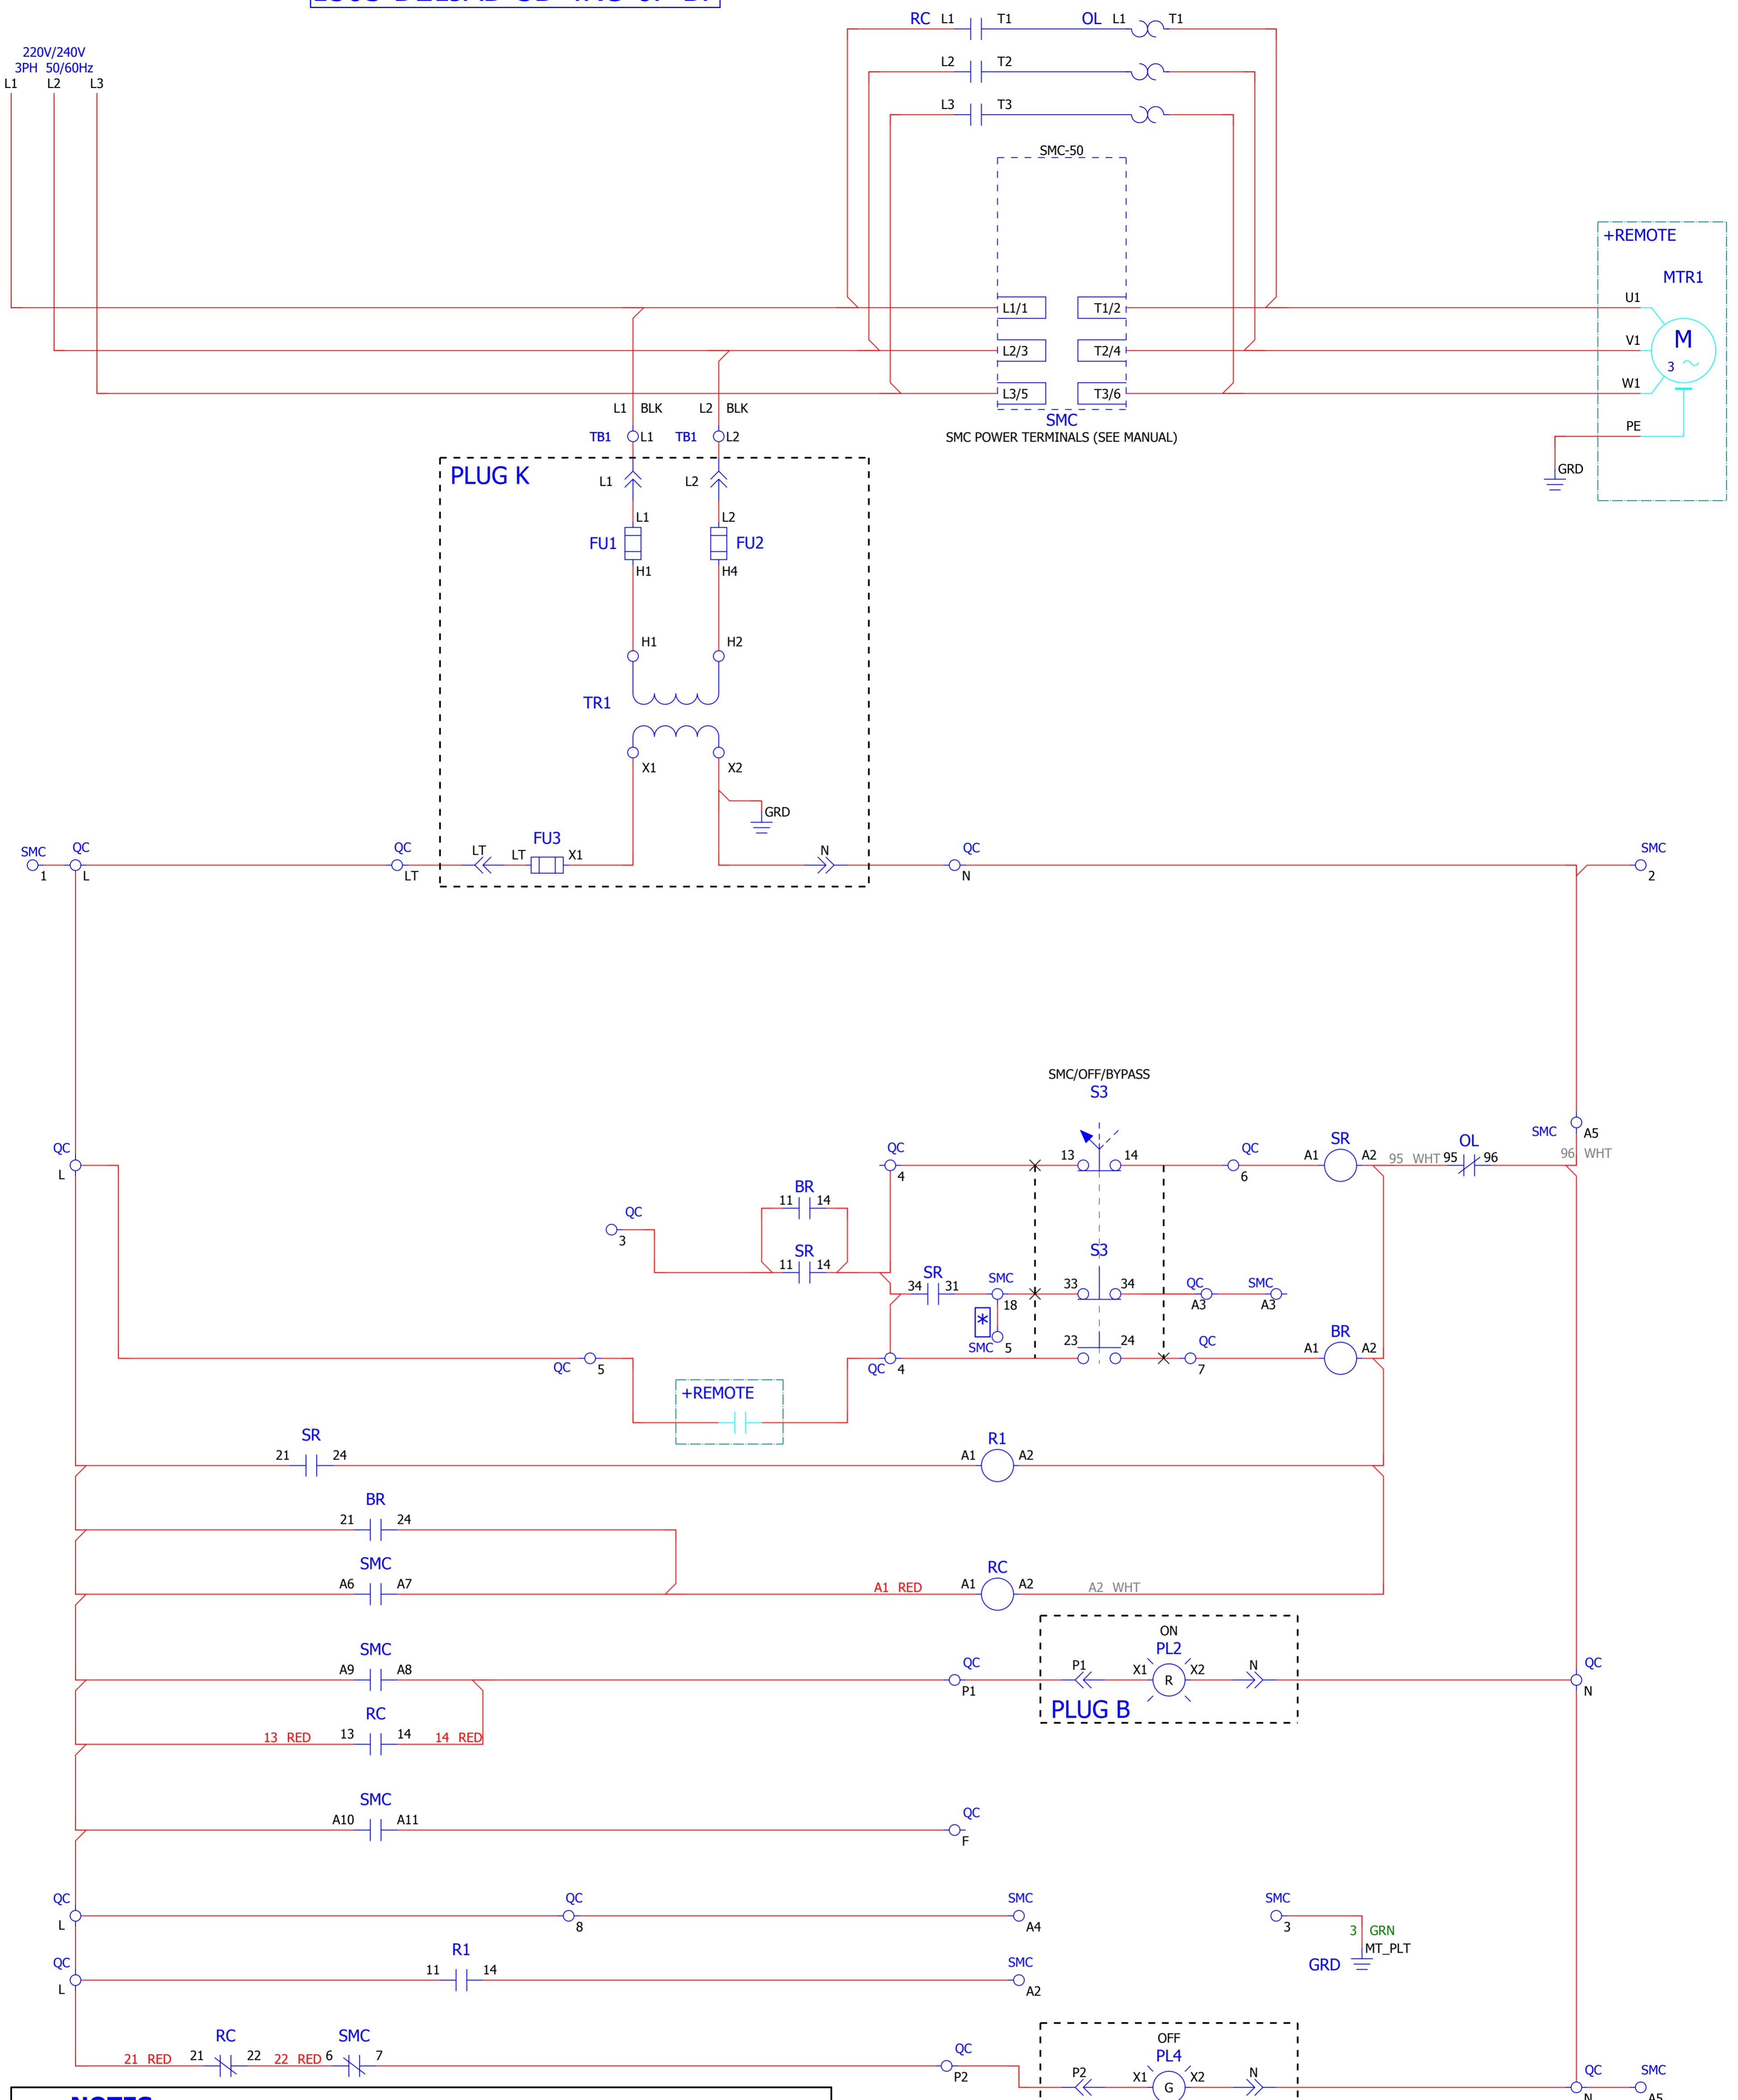 220V/240V
3PH 50/60Hz
L1 L2 L3
RC L1 T1 OL L1 T1
L2 T2
L3 T3
SMC-50
L1/1 T1/2
L2/3 T2/4
L3/5 T3/6
SMC
SMC POWER TERMINALS (SEE MANUAL)
+REMOTE
MTR1
U1
V1
W1
M
3
PE
GRD
L1 BLK L2 BLK
TB1 L1 TB1 L2
PLUG K
L1 L2
L1 L2
FU1 FU2
H1 H4
H1 H2
TR1
X1 X2
GRD
SMC QC QC LT FU3 N QC SMC
LT X1
1 L LT N 2
SMC/OFF/BYPASS
S3
SMC A5
QC QC 13 14 QC SR OL
A1 A2 95 WHT 95 96 96 WHT
L 4 6
BR
11 14
QC
3
SR
11 14
S3
SR
34 31 SMC 33 34 QC SMC
18 A3 A3
*
SMC 5
23 24 QC BR
A1 A2
QC 5 QC 4 7
+REMOTE
SR R1
21 24 A1 A2
BR
21 24
SMC RC
A6 A7 A1 RED A1 A2 A2 WHT
ON
SMC PL2
A9 A8 QC P1 X1 X2 N QC
R
P1 N
PLUG B
RC
13 RED 13 14 14 RED
SMC
A10 A11 QC
F
QC QC SMC SMC
L 8 A4 3
3 GRN
MT_PLT
GRD
QC R1 SMC
11 14
L A2
OFF
RC SMC PL4
21 RED 21 22 22 RED 6 7 QC
P2
P2 X1 X2 N QC SMC
G
N A5